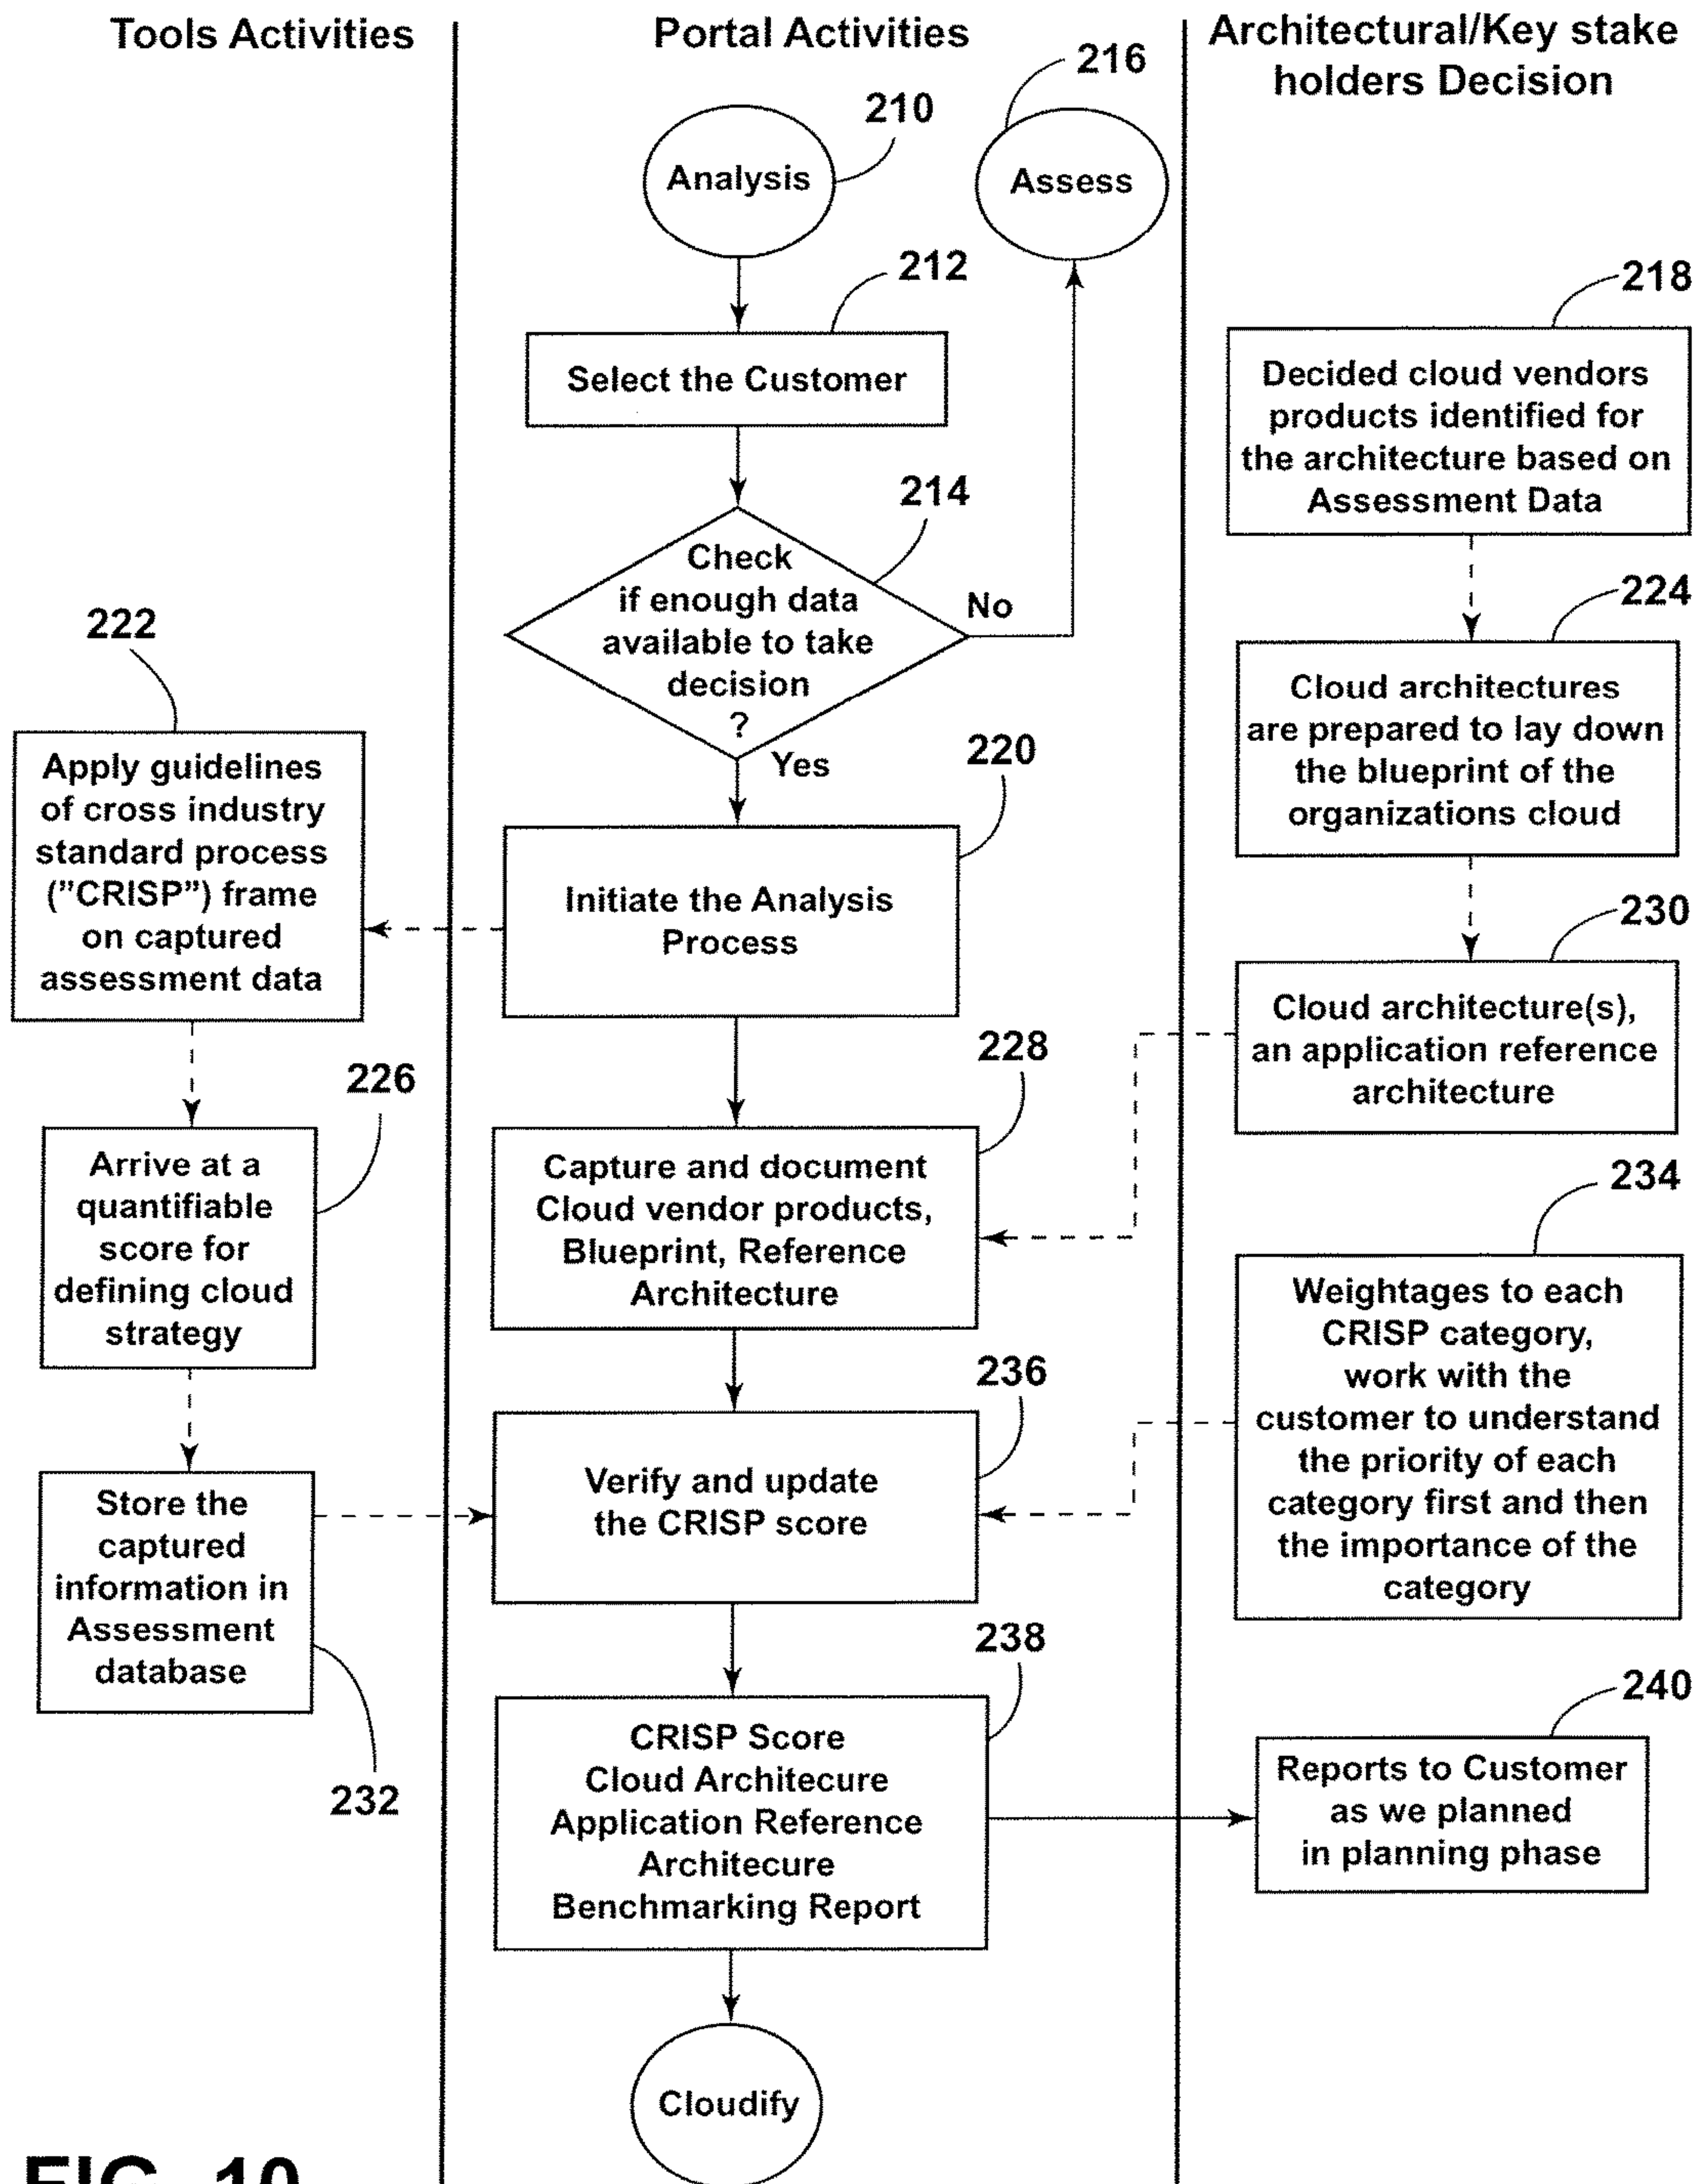 Tools Activities
Portal Activities
Architectural/Key stake
holders Decision
210
216
Analysis
Assess
212
Select the Customer
214
Check
if enough data
available to take
decision
?
No
Yes
218
Decided cloud vendors
products identified for
the architecture based on
Assessment Data
222
Apply guidelines
of cross industry
standard process
("CRISP") frame
on captured
assessment data
220
Initiate the Analysis
Process
224
Cloud architectures
are prepared to lay down
the blueprint of the
organizations cloud
226
Arrive at a
quantifiable
score for
defining cloud
strategy
228
Capture and document
Cloud vendor products,
Blueprint, Reference
Architecture
230
Cloud architecture(s),
an application reference
architecture
232
Store the
captured
information in
Assessment
database
236
Verify and update
the CRISP score
234
Weightages to each
CRISP category,
work with the
customer to understand
the priority of each
category first and then
the importance of the
category
238
CRISP Score
Cloud Architecure
Application Reference
Architecure
Benchmarking Report
240
Reports to Customer
as we planned
in planning phase
Cloudify
FIG. 10